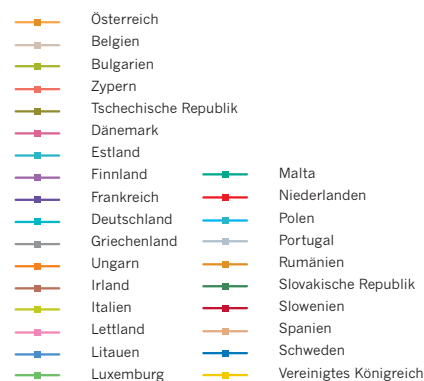 Österreich
Belgien
Bulgarien
Zypern
Tschechische Republik
Dänemark
Estland
Finnland
Frankreich
Deutschland
Griechenland
Ungarn
Irland
Italien
Lettland
Litauen
Luxemburg
Malta
Niederlanden
Polen
Portugal
Rumänien
Slovakische Republik
Slowenien
Spanien
Schweden
Vereinigtes Königreich